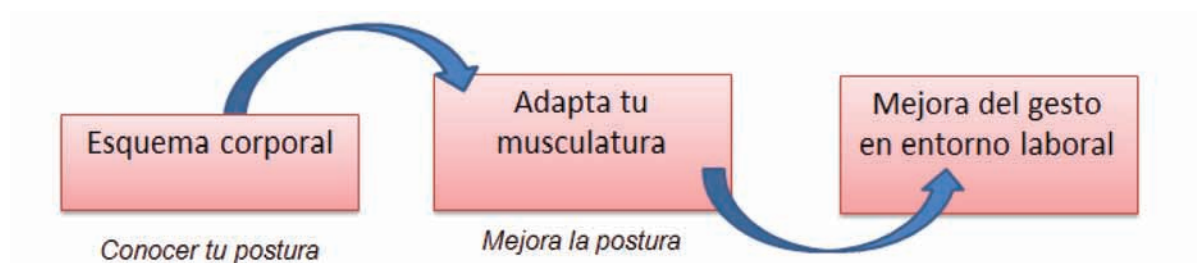 Esquema corporal
Conocer tu postura
Adapta tu
musculatura
Mejora la postura
Mejora del gesto
en entorno laboral